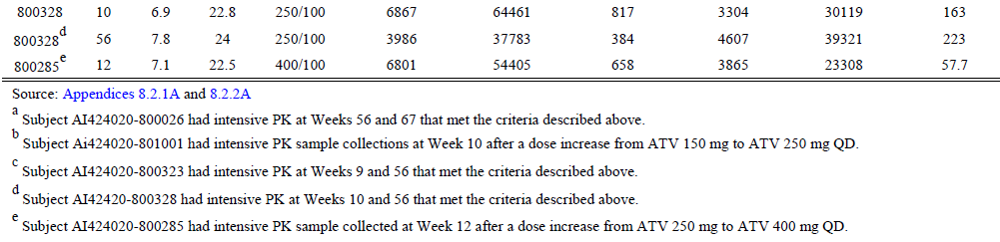 800328 10 6.9 22.8 250/100 6867 64461 817 3304 30119 163
800328d 56 7.8 24 250/100 3986 37783 384 4607 39321 223
800285e 12 7.1 22.5 400/100 6801 54405 658 3865 23308 57.7
Source: Appendices 8.2.1A and 8.2.2A
a Subject AI424020-800026 had intensive PK at Weeks 56 and 67 that met the criteria described above.
b Subject Ai424020-801001 had intensive PK sample collections at Week 10 after a dose increase from ATV 150 mg to ATV 250 mg QD.
c Subject AI424020-800323 had intensive PK at Weeks 9 and 56 that met the criteria described above.
d Subject AI42420-800328 had intensive PK at Weeks 10 and 56 that met the criteria described above.
e Subject AI424020-800285 had intensive PK sample collected at Week 12 after a dose increase from ATV 250 mg to ATV 400 mg QD.